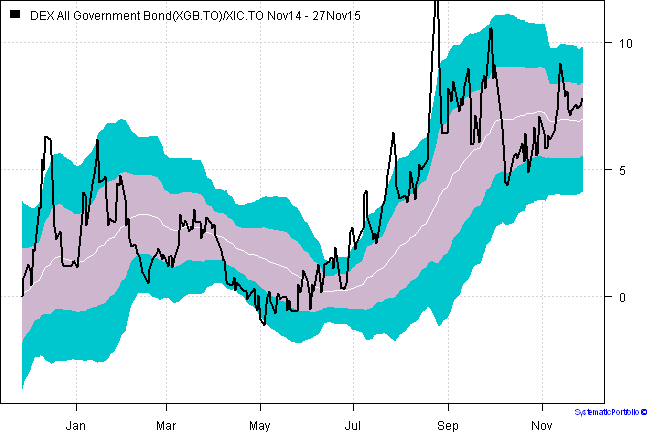 DEX All Government Bond(XGB.TO)/XIC.TO Nov14 - 27Nov15
10
5
0
Jan Mar May Jul Sep Nov
SystematicPortfolio ©